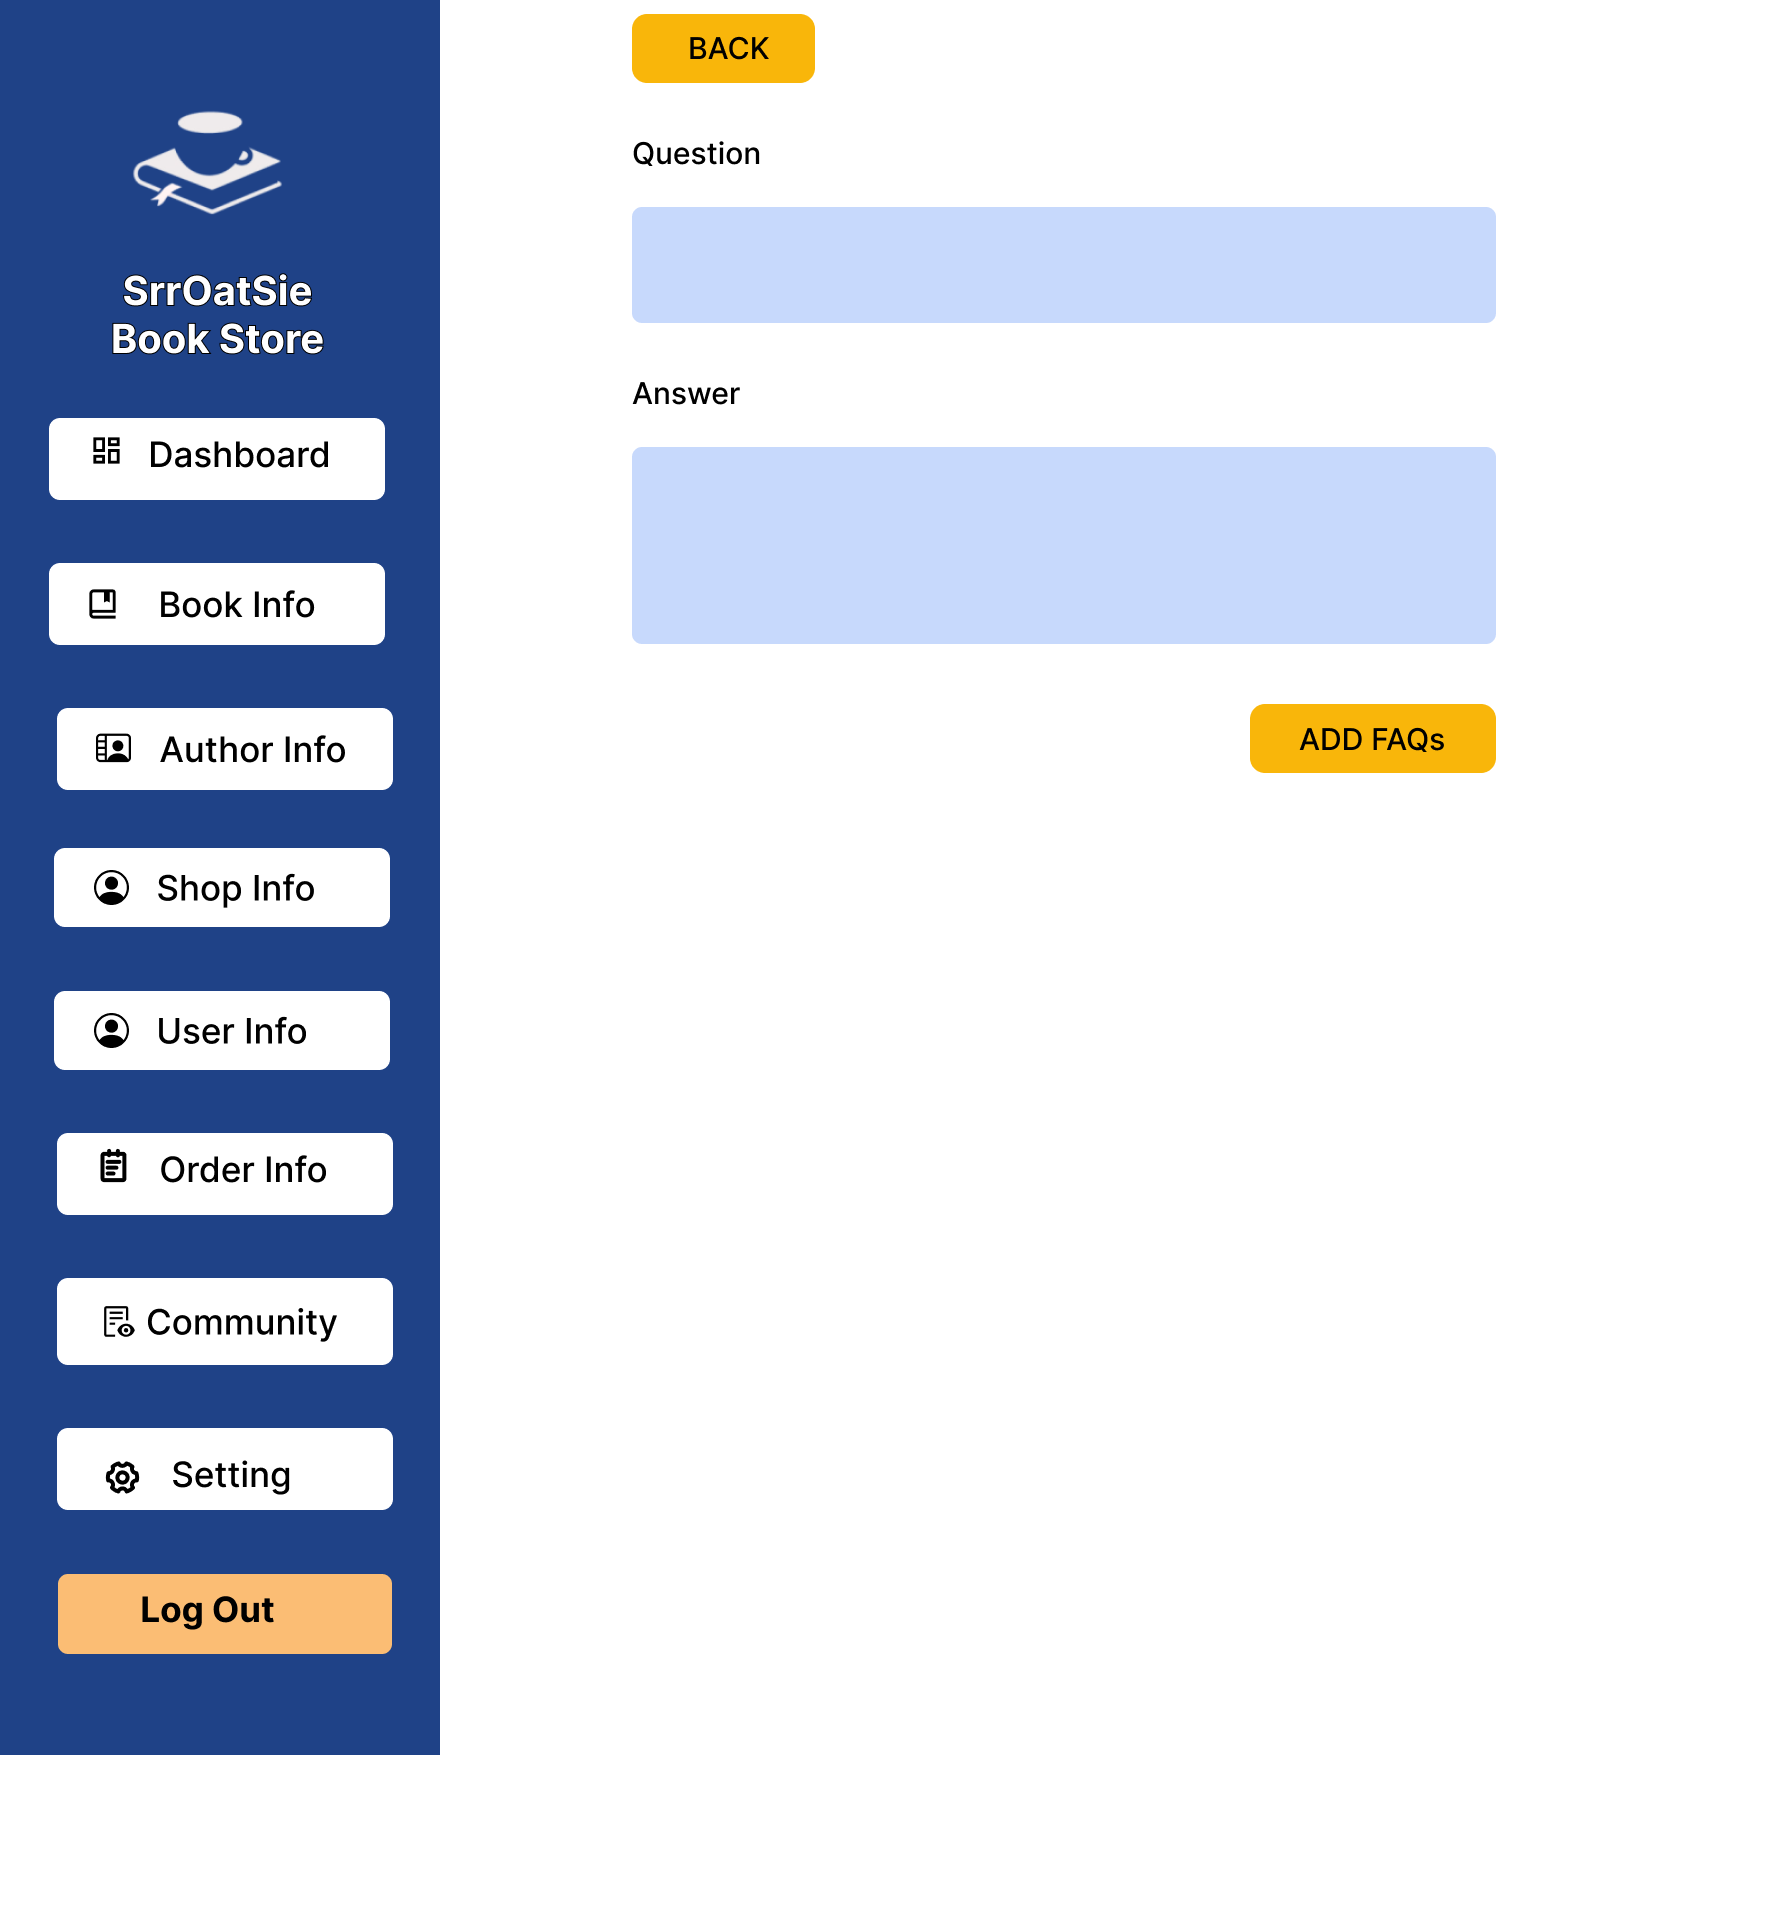 SrrOatSie
Book Store
Dashboard
Book Info
Author Info
Shop Info
User Info
Order Info
Community
Setting
Log Out
BACK
Question
Answer
ADD FAQs